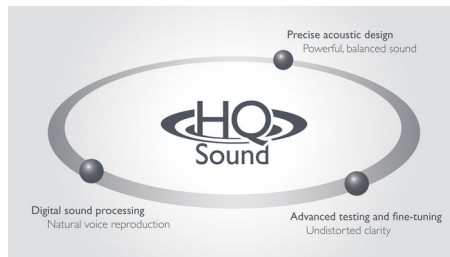 Precise acoustic design
Powerful, balanced sound
HQ
Sound
Digital sound processing
Natural voice reproduction
Advanced testing and fine-tuning
Undistorted clarity